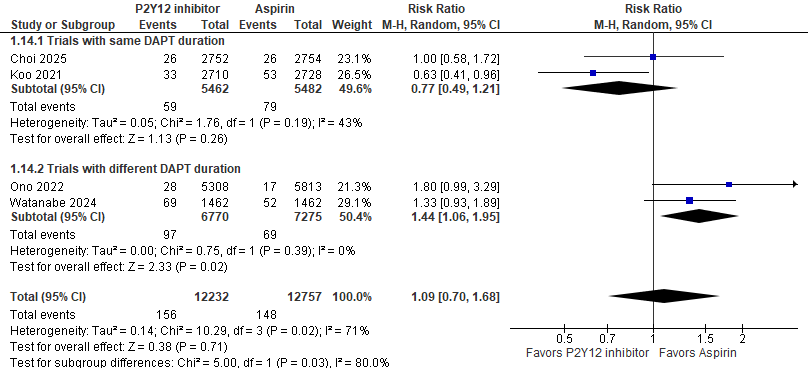 P2Y12 inhibitor Aspirin Risk Ratio Risk Ratio
Study or Subgroup Events Total Events Total Weight M-H, Random, 95% CI M-H, Random, 95% CI
1.14.1 Trials with same DAPT duration
Choi 2025 26 2752 26 2754 23.1% 1.00 [0.58, 1.72]
Koo 2021 33 2710 53 2728 26.5% 0.63 [0.41, 0.96]
Subtotal (95% CI) 5462 5482 49.6% 0.77 [0.49, 1.21]
Total events 59 79
Heterogeneity: Tau² = 0.05; Chi² = 1.76, df = 1 (P = 0.19); I² = 43%
Test for overall effect: Z = 1.13 (P = 0.26)
1.14.2 Trials with different DAPT duration
Ono 2022 28 5308 17 5813 21.3% 1.80 [0.99, 3.29]
Watanabe 2024 69 1462 52 1462 29.1% 1.33 [0.93, 1.89]
Subtotal (95% CI) 6770 7275 50.4% 1.44 [1.06, 1.95]
Total events 97 69
Heterogeneity: Tau² = 0.00; Chi² = 0.75, df = 1 (P = 0.39); I² = 0%
Test for overall effect: Z = 2.33 (P = 0.02)
Total (95% CI) 12232 12757 100.0% 1.09 [0.70, 1.68]
Total events 156 148
Heterogeneity: Tau² = 0.14; Chi² = 10.29, df = 3 (P = 0.02); I² = 71%
Test for overall effect: Z = 0.38 (P = 0.71)
Test for subgroup differences: Chi² = 5.00, df = 1 (P = 0.03), I² = 80.0%
0.5 0.7 1 1.5 2
Favors P2Y12 inhibitor Favors Aspirin